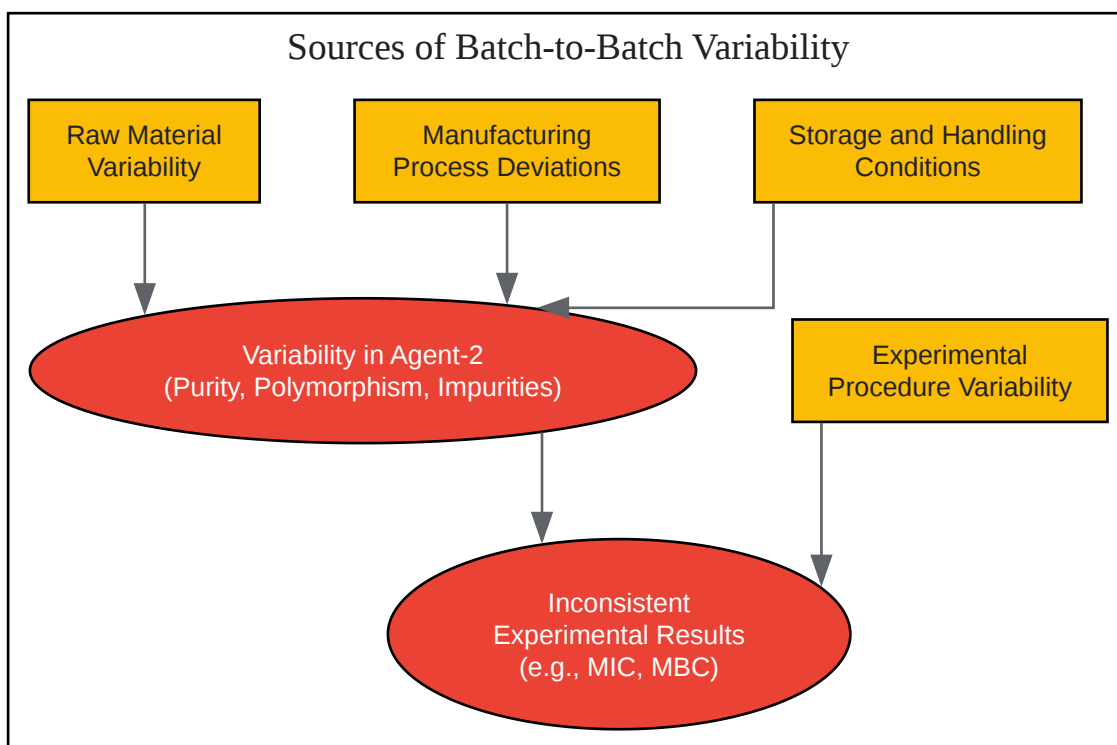 Sources of Batch-to-Batch Variability
Raw Material
Variability
Manufacturing
Process Deviations
Storage and Handling
Conditions
Variability in Agent-2
(Purity, Polymorphism, Impurities)
Experimental
Procedure Variability
Inconsistent
Experimental Results
(e.g., MIC, MBC)